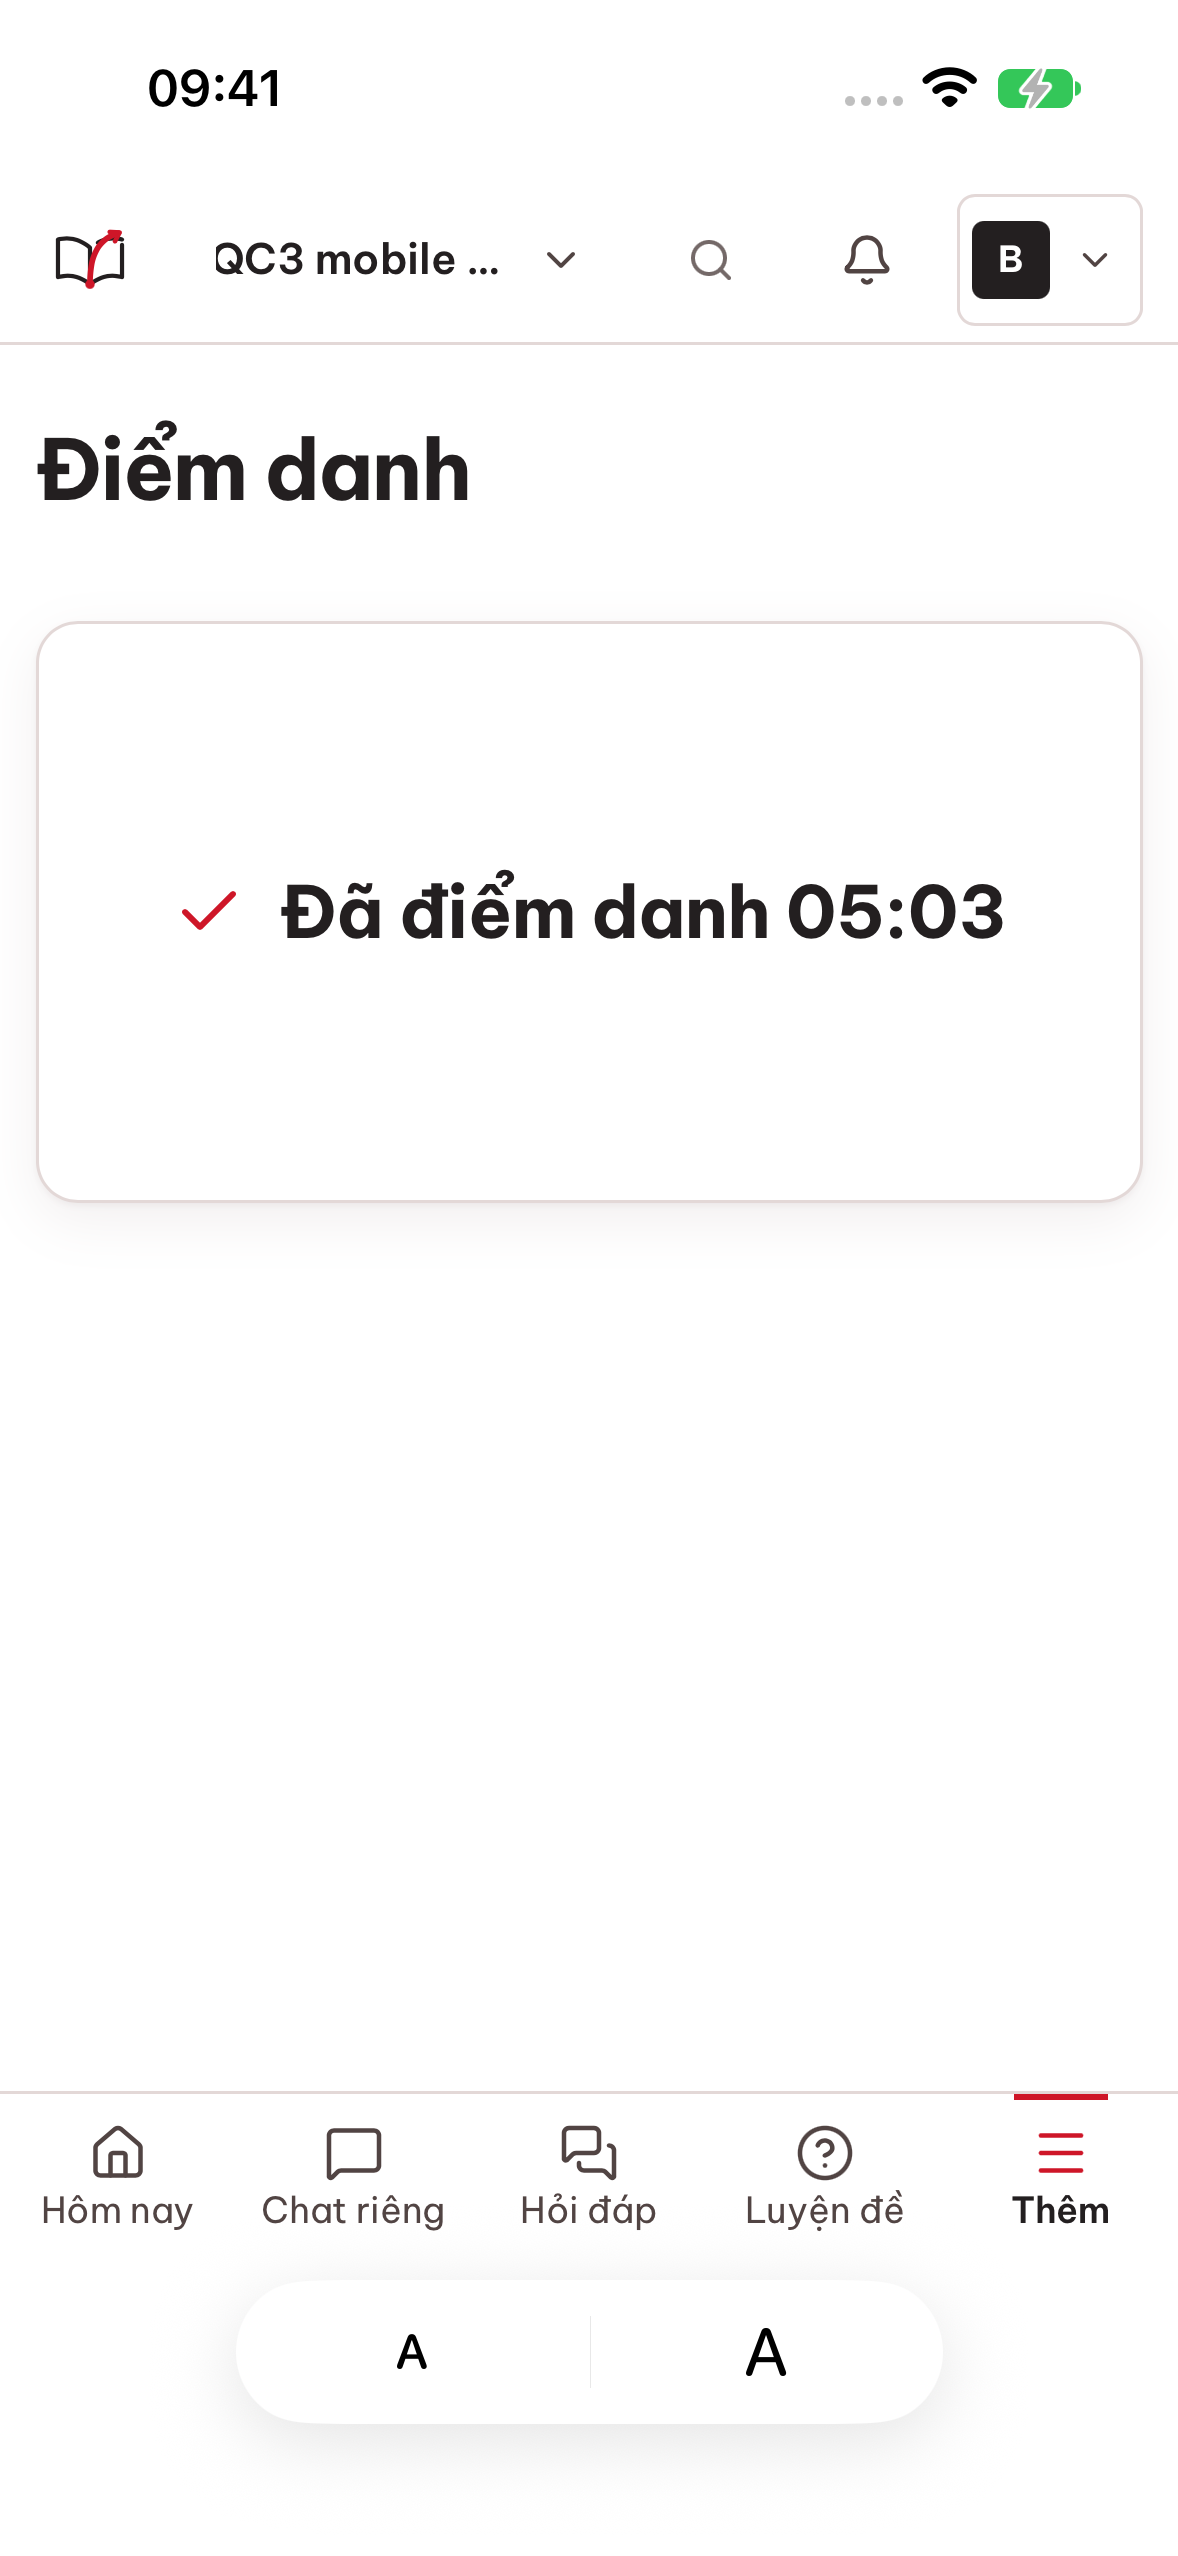 09:41
QC3 mobile ...
B
Điểm danh
Đã điểm danh 05:03
Hôm nay
Chat riêng
Hỏi đáp
Luyện đề
Thêm
A
A